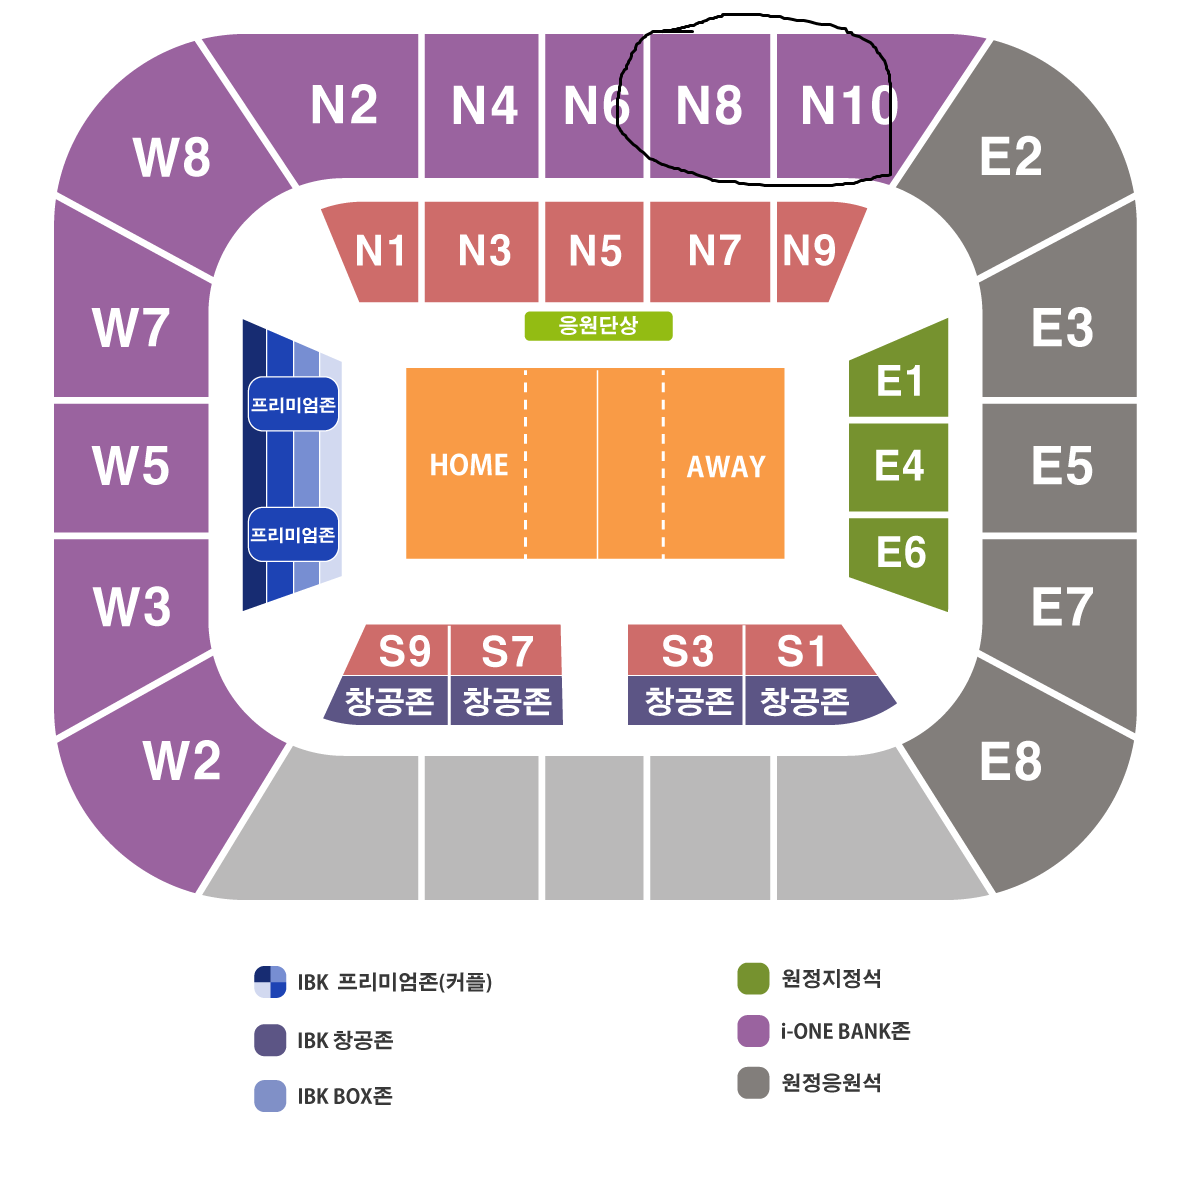 N2 N4 N6 N8 N10
W8 E2
N1 N3 N5 N7 N9
W7 응원단상 E3
프리미엄존 E1
W5 HOME AWAY E4 E5
프리미엄존 E6
W3 E7
S9 S7 S3 S1
창공존 창공존 창공존 창공존
W2 E8
IBK 프리미엄존(커플)
IBK 창공존
IBK BOX존
원정지정석
i-ONE BANK존
원정응원석